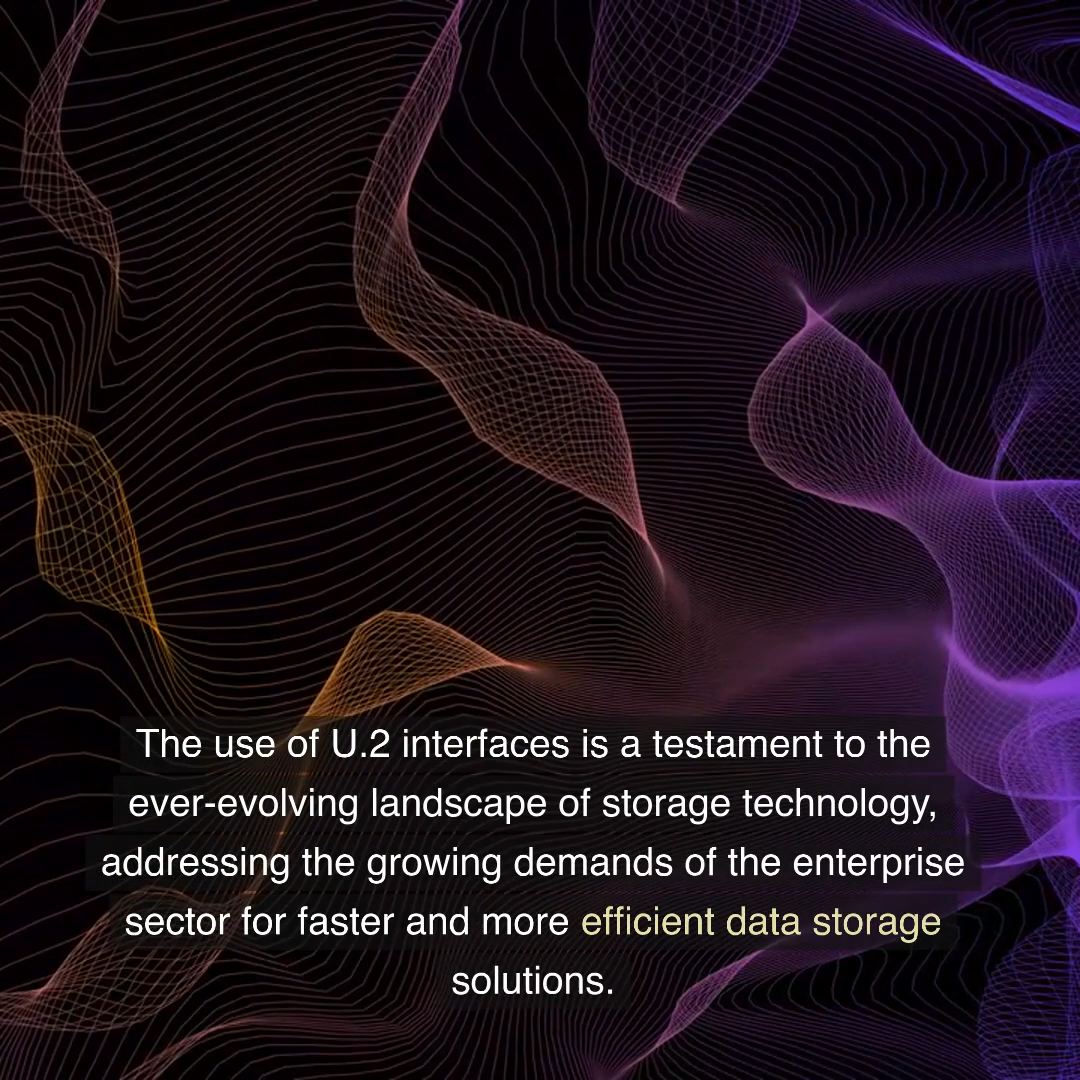 The use of U.2 interfaces is a testament to the
ever-evolving landscape of storage technology,
addressing the growing demands of the enterprise
sector for faster and more efficient data storage
solutions.